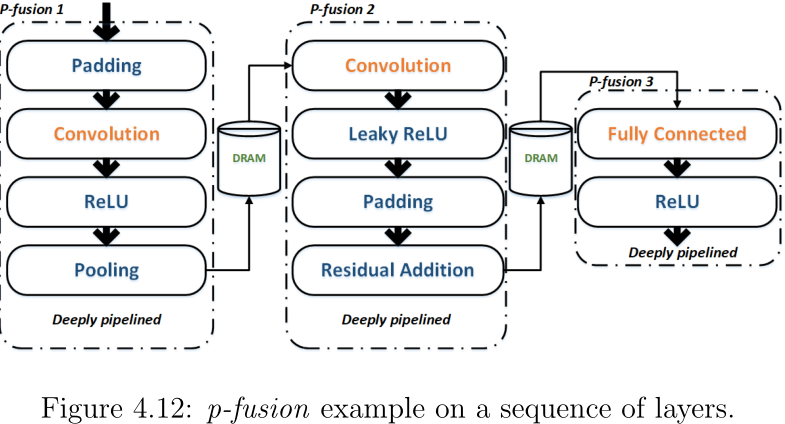 P-fusion 1
Padding
Convolution
ReLU
Pooling
Deeply pipelined
DRAM
P-fusion 2
Convolution
Leaky ReLU
Padding
Residual Addition
Deeply pipelined
DRAM
P-fusion 3
Fully Connected
ReLU
Deeply pipelined
Figure 4.12: p-fusion example on a sequence of layers.